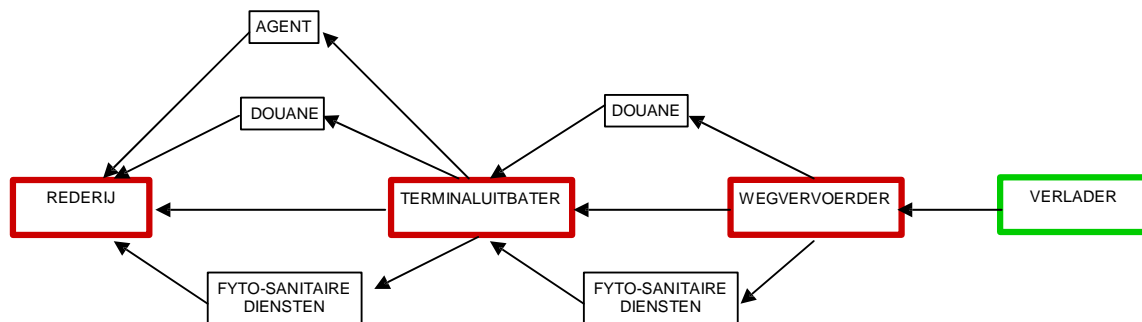 AGENT
DOUANE
DOUANE
REDERIJ
TERMINALUITBATER
WEGVERVOERDER
VERLADER
FYTO-SANITAIRE
DIENSTEN
FYTO-SANITAIRE
DIENSTEN